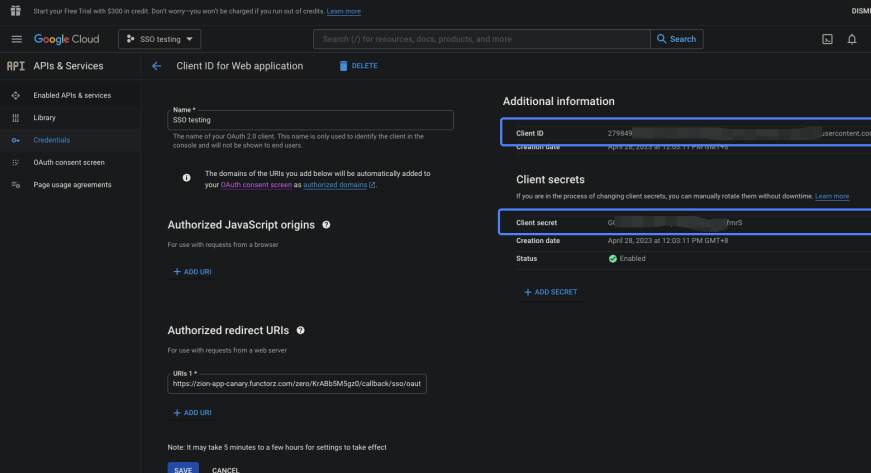 Start your Free Trial with $300 in credit. Don't worry—you won't be charged if you run out of credits. Learn more
DISMI
Google Cloud
SSO testing
Search (/) for resources, docs, products, and more
Search
API APIs & Services
Client ID for Web application
DELETE
Enabled APIs & services
Library
Credentials
OAuth consent screen
Page usage agreements
Name *
SSO testing
The name of your OAuth 2.0 client. This name is only used to identify the client in the
console and will not be shown to end users.
The domains of the URIs you add below will be automatically added to
your OAuth consent screen as authorized domains.
Authorized JavaScript origins
For use with requests from a browser
+ ADD URI
Authorized redirect URIs
For use with requests from a web server
URIs 1 *
https://zion-app-canary.functorz.com/zero/KrABb5M5gz0/callback/sso/oaut
+ ADD URI
Note: It may take 5 minutes to a few hours for settings to take effect
SAVE
CANCEL
Additional information
Client ID
279849
usercontent.cor
Creation date
April 28, 2023 at 12:03:11 PM GMT+8
Client secrets
If you are in the process of changing client secrets, you can manually rotate them without downtime. Learn more
Client secret
fmrS
Creation date
April 28, 2023 at 12:03:11 PM GMT+8
Status
Enabled
+ ADD SECRET